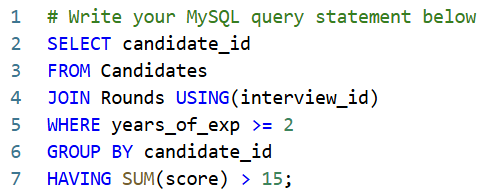 1 # Write your MySQL query statement below
2 SELECT candidate_id
3 FROM Candidates
4 JOIN Rounds USING(interview_id)
5 WHERE years_of_exp >= 2
6 GROUP BY candidate_id
7 HAVING SUM(score) > 15;